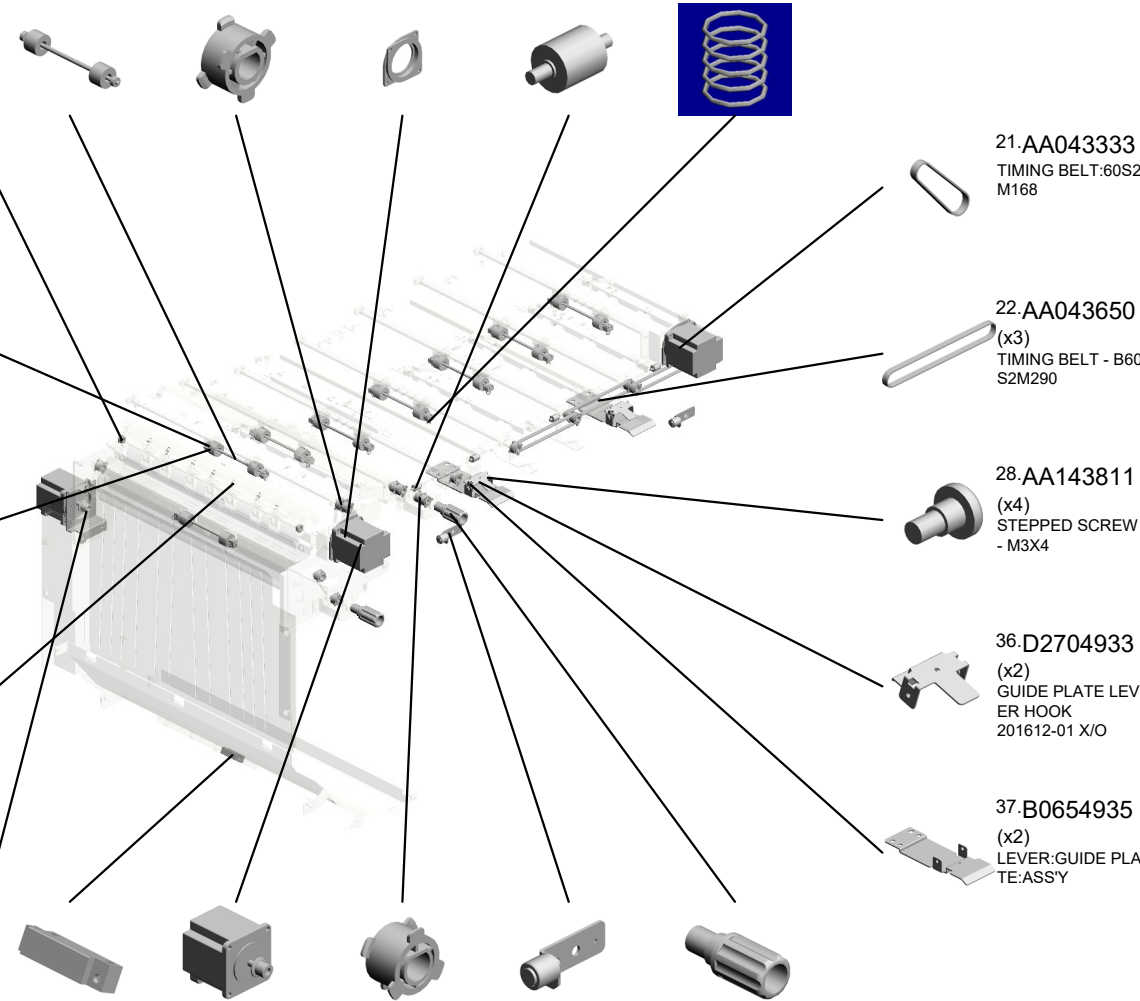 21.AA043333
TIMING BELT:60S2
M168
22.AA043650
(x3)
TIMING BELT - B60
S2M290
28.AA143811
(x4)
STEPPED SCREW
- M3X4
36.D2704933
(x2)
GUIDE PLATE LEV
ER HOOK
201612-01 X/O
37.B0654935
(x2)
LEVER:GUIDE PLA
TE:ASS'Y